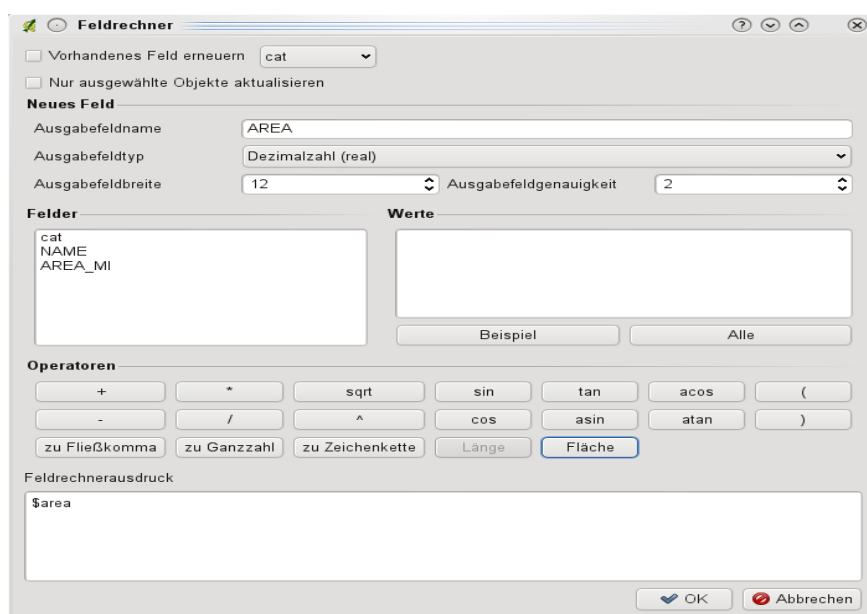 Feldrechner
Vorhandenes Feld erneuern cat
Nur ausgewählte Objekte aktualisieren
Neues Feld
Ausgabefeldname AREA
Ausgabefeldtyp Dezimalzahl (real)
Ausgabefeldbreite 12 Ausgabefeldgenauigkeit 2
Felder Werte
cat
NAME
AREA_MI
Beispiel Alle
Operatoren
+ * sqrt sin tan acos (
- / ^ cos asin atan )
zu Fließkomma zu Ganzzahl zu Zeichenkette Länge Fläche
Feldrechnerausdruck
$area
OK Abbrechen